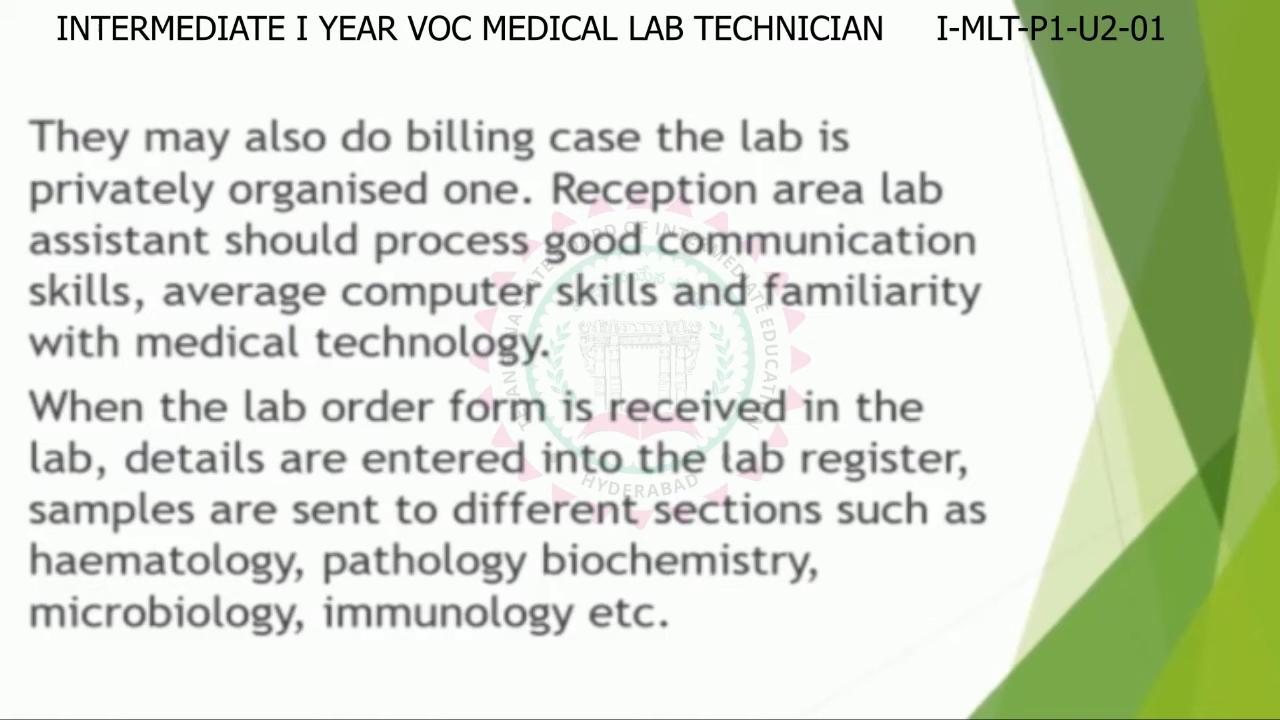 INTERMEDIATE I YEAR VOC MEDICAL LAB TECHNICIAN I-MLT-P1-U2-01
They may also do billing case the lab is
privately organised one. Reception area lab
assistant should process good communication
skills, average computer skills and familiarity
with medical technology.
When the lab order form is received in the
lab, details are entered into the lab register,
samples are sent to different sections such as
haematology, pathology biochemistry,
microbiology, immunology etc.
HYDERABAD